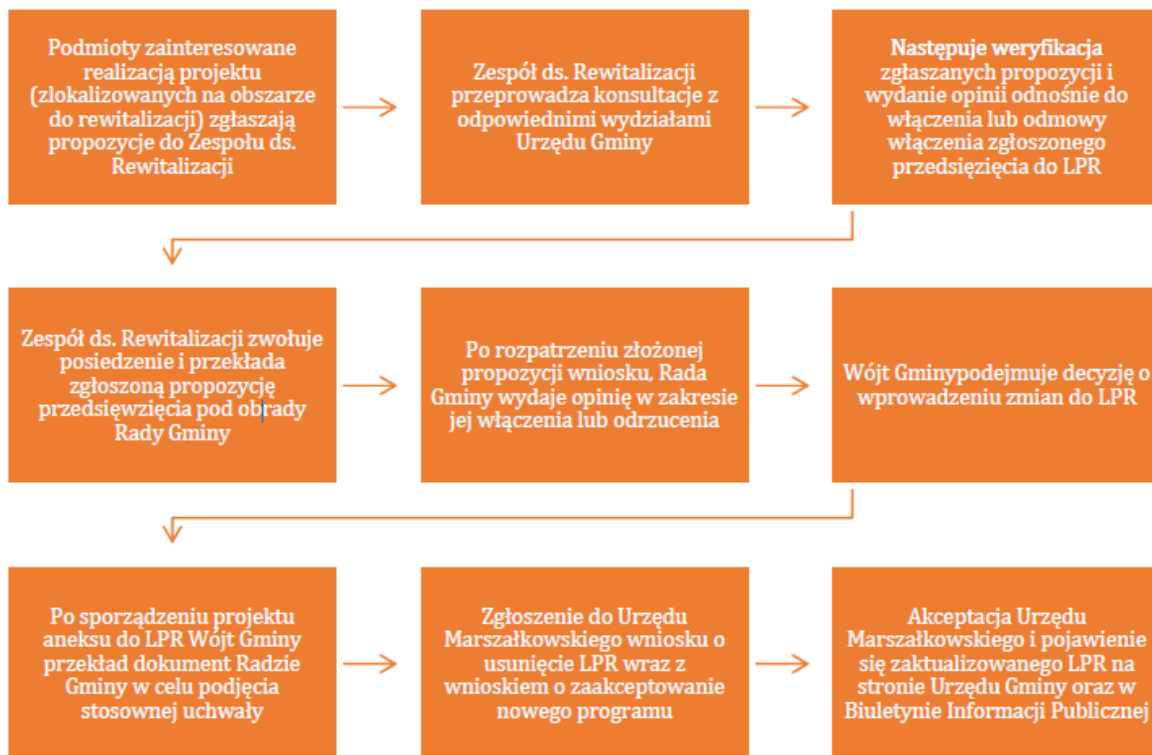 Podmioty zainteresowane
realizacją projektu
(zlokalizowanych na obszarze
do rewitalizacji) zgłaszają
propozycje do Zespołu ds.
Rewitalizacji
Zespół ds. Rewitalizacji
przeprowadza konsultacje z
odpowiednimi wydziałami
Urzędu Gminy
Następuje weryfikacja
zgłaszanych propozycji i
wydanie opinii odnośnie do
włączenia lub odmowy
włączenia zgłoszonego
przedsięzięcia do LPR
Zespół ds. Rewitalizacji zwołuje
posiedzenie i przekłada
zgłoszoną propozycję
przedsięwzięcia pod obrady
Rady Gminy
Po rozpatrzeniu złożonej
propozycji wniosku, Rada
Gminy wydaje opinię w zakresie
jej włączenia lub odrzucenia
Wójt Gminypodejmuje decyzję o
wprowadzeniu zmian do LPR
Po sporządzeniu projektu
aneksu do LPR Wójt Gminy
przekład dokument Radzie
Gminy w celu podjęcia
stosownej uchwały
Zgłoszenie do Urzędu
Marszałkowskiego wniosku o
usunięcie LPR wraz z
wnioskiem o zaakceptowanie
nowego programu
Akceptacja Urzędu
Marszałkowskiego i pojawienie
się zaktualizowanego LPR na
stronie Urzędu Gminy oraz w
Biuletynie Informacji Publicznej